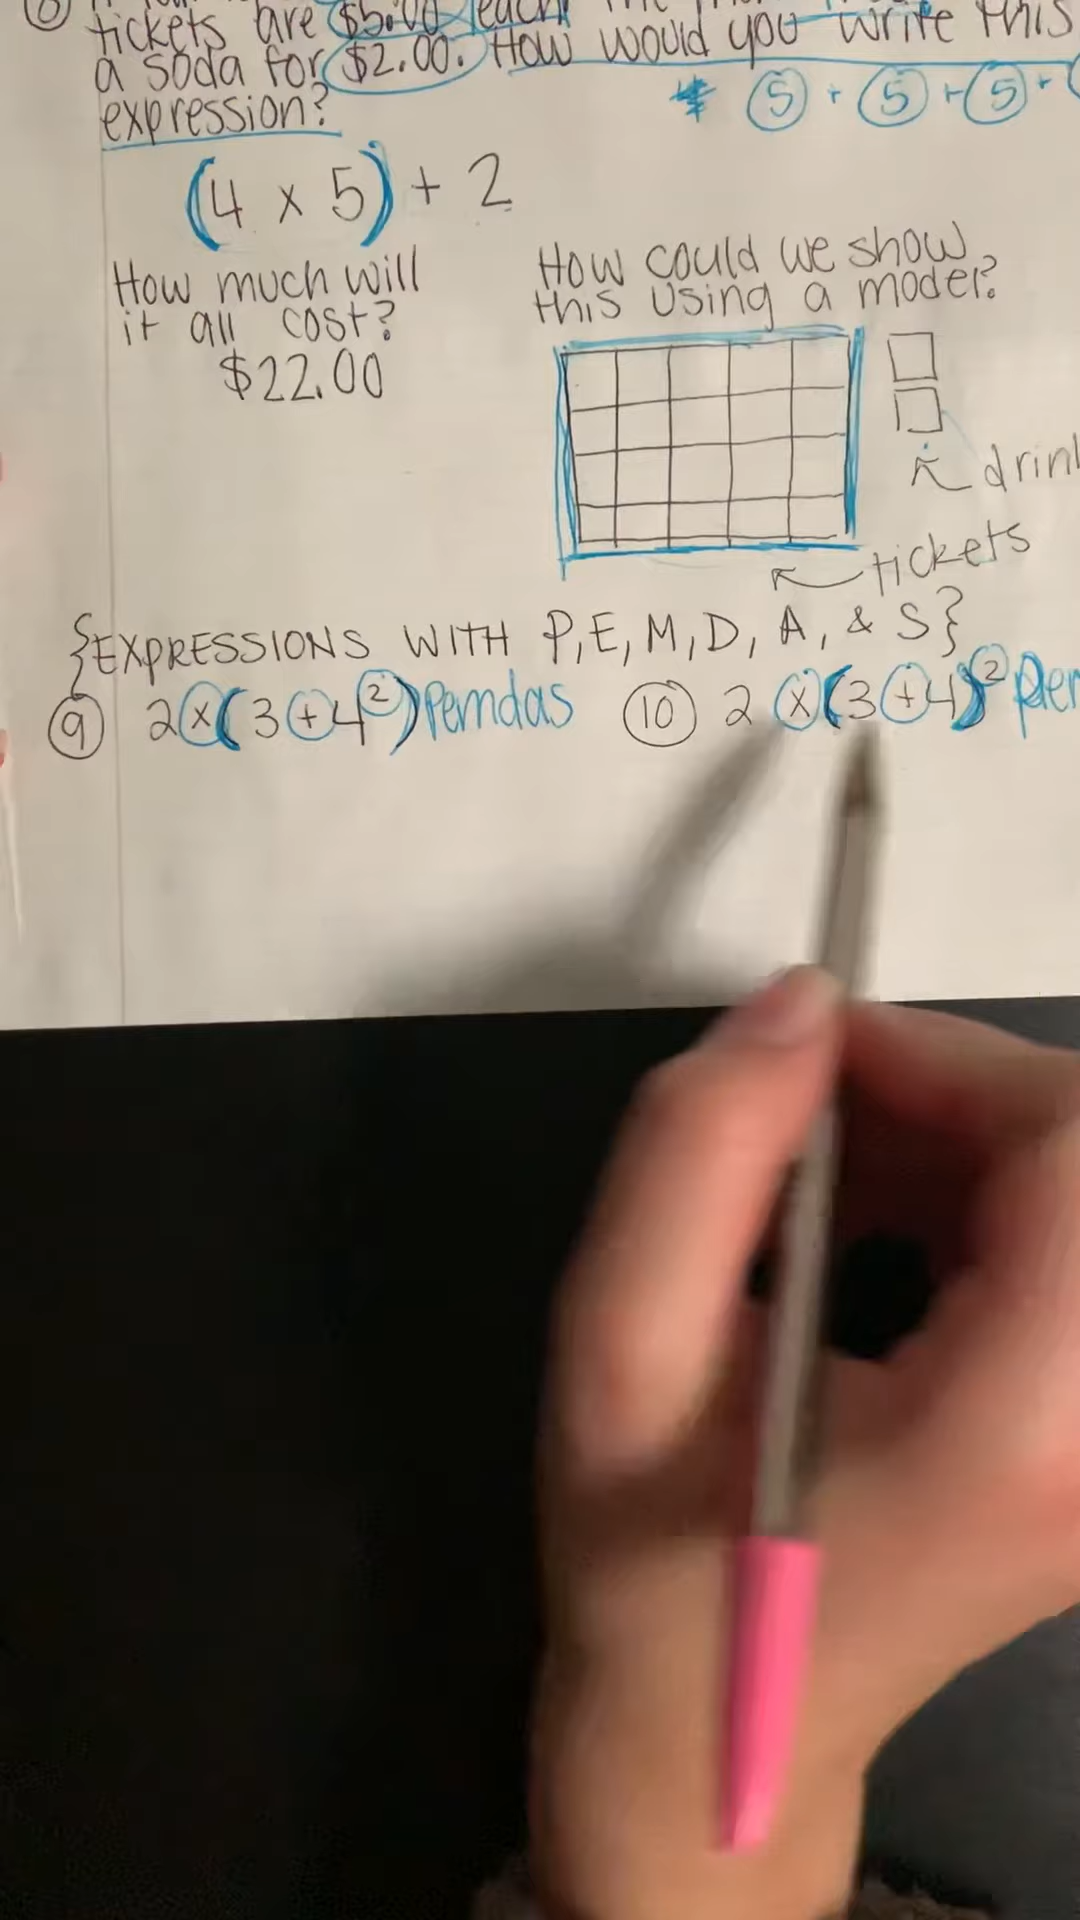 tickets are $5.00 each!
a soda for $2.00. How would you write this
expression?
* 5 + 5 + 5 +
(4 x 5) + 2
How much will
it all cost?
$22.00
How could we show
this using a model?
drin
tickets
{EXPRESSIONS WITH P, E, M, D, A, & S}
9 2 x (3 + 4²) Pemdas
10 2 x (3 + 4)² Pem